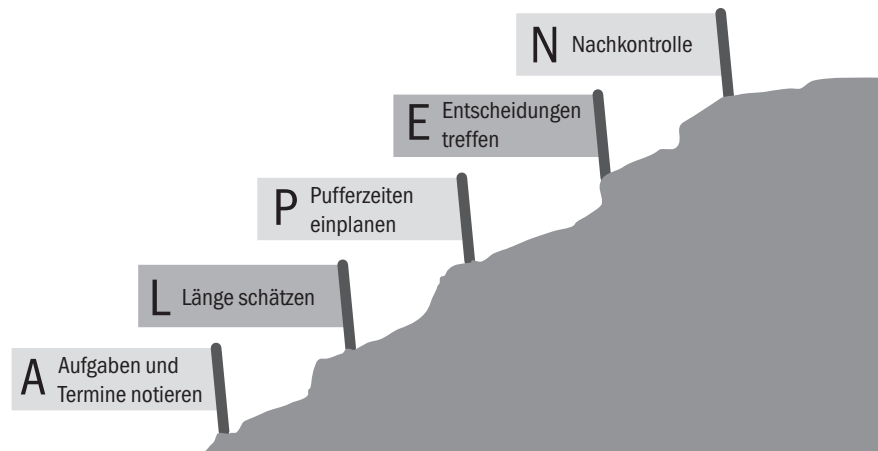 N Nachkontrolle
E Entscheidungen
treffen
P Pufferzeiten
einplanen
L Länge schätzen
A Aufgaben und
Termine notieren